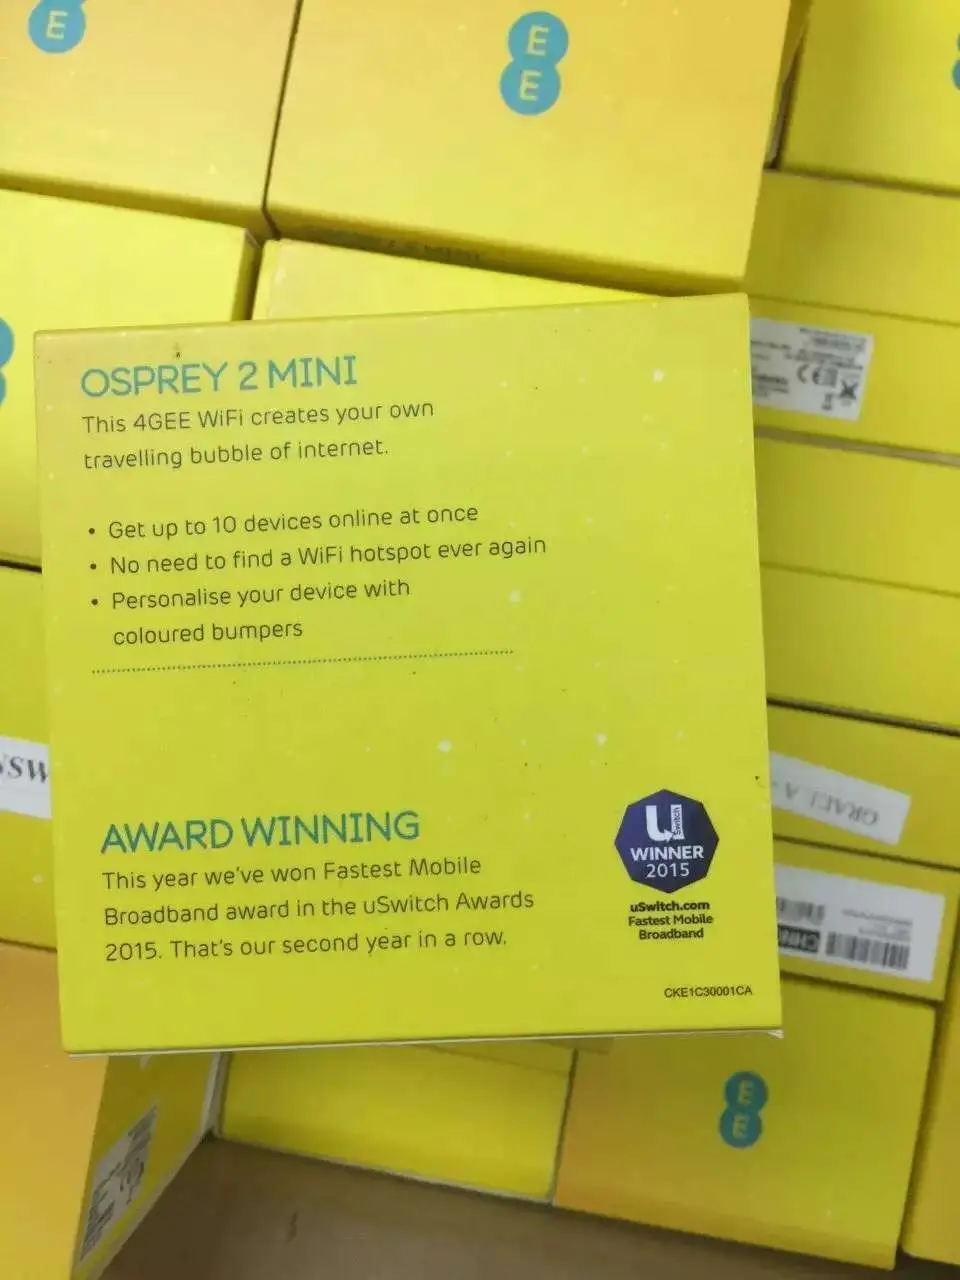 E
E
E
OSPREY 2 MINI
This 4GEE WiFi creates your own
travelling bubble of internet.
• Get up to 10 devices online at once
• No need to find a WiFi hotspot ever again
• Personalise your device with
coloured bumpers
AWARD WINNING
This year we've won Fastest Mobile
Broadband award in the uSwitch Awards
2015. That's our second year in a row.
U
Switch
WINNER
2015
uSwitch.com
Fastest Mobile
Broadband
CKE1C30001CA
CE
E
E